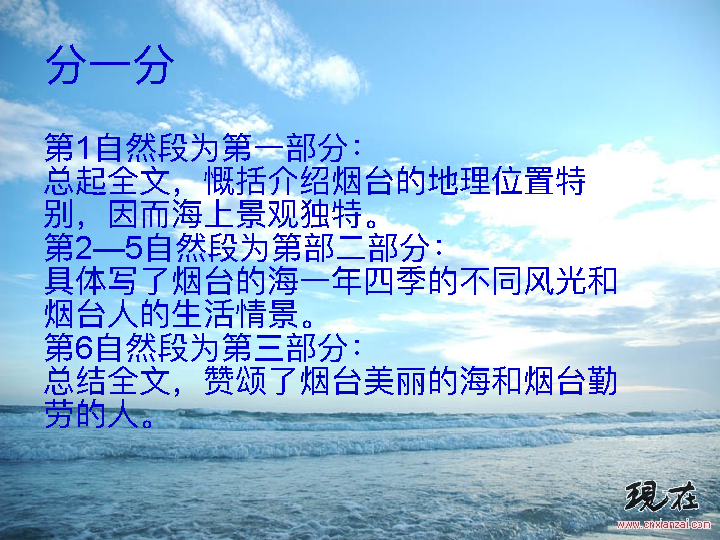 分一分
第1自然段为第一部分：
总起全文，慨括介绍烟台的地理位置特
别，因而海上景观独特。
第2—5自然段为第部二部分：
具体写了烟台的海一年四季的不同风光和
烟台人的生活情景。
第6自然段为第三部分：
总结全文，赞颂了烟台美丽的海和烟台勤
劳的人。
現在
www.cnxianzai.com